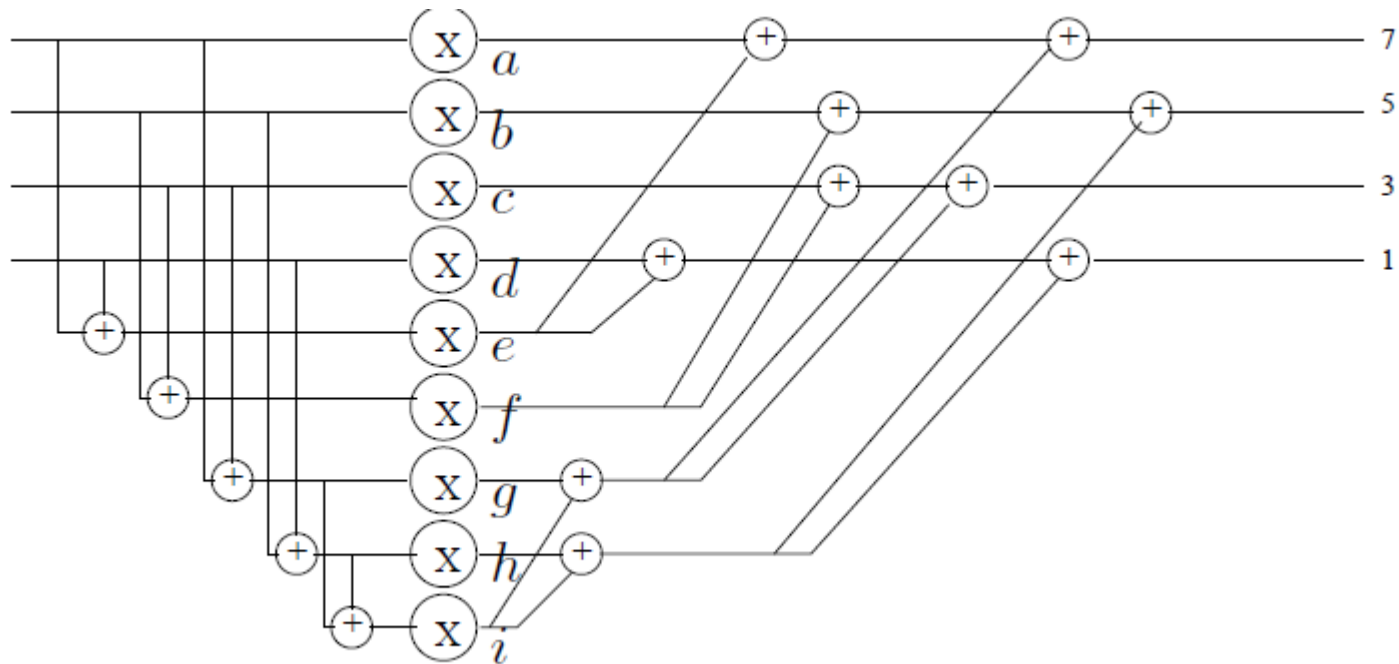 x a + + 7
x b + + 5
x c + + 3
x d + + 1
+ x e
+ x f
+ x g +
+ x h +
+ x i